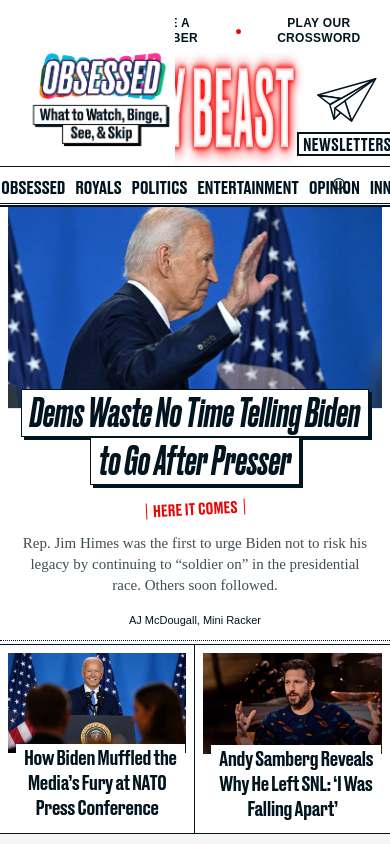 E A
BER
PLAY OUR
CROSSWORD
OBSESSED
What to Watch, Binge,
See, & Skip
Y BEAST
NEWSLETTERS
OBSESSED ROYALS POLITICS ENTERTAINMENT OPINION INN
Dems Waste No Time Telling Biden
to Go After Presser
HERE IT COMES
Rep. Jim Himes was the first to urge Biden not to risk his
legacy by continuing to “soldier on” in the presidential
race. Others soon followed.
AJ McDougall, Mini Racker
How Biden Muffled the
Media’s Fury at NATO
Press Conference
Andy Samberg Reveals
Why He Left SNL: ‘I Was
Falling Apart’